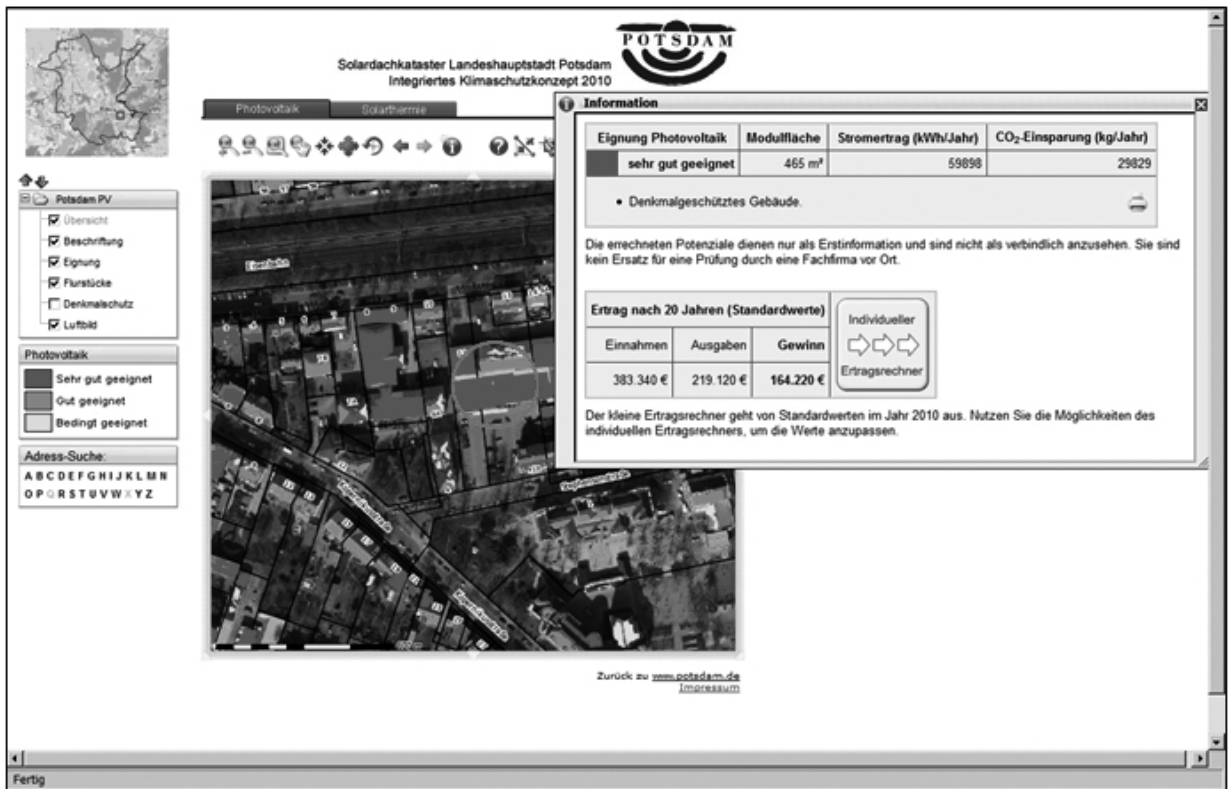 POTSDAM
Solardachkataster Landeshauptstadt Potsdam
Integriertes Klimaschutzkonzept 2010
Photovoltaik
Solarthermie
Potsdam PV
Übersicht
Beschriftung
Eignung
Flurstücke
Denkmalschutz
Luftbild
Photovoltaik
Sehr gut geeignet
Gut geeignet
Bedingt geeignet
Adress-Suche:
A B C D E F G H I J K L M N
O P Q R S T U V W X Y Z
Eisenbahn
Kopernikusstraße
Stephensonstraße
Kopernikusstraße
Information
Eignung Photovoltaik Modulfläche Stromertrag (kWh/Jahr) CO₂-Einsparung (kg/Jahr)
sehr gut geeignet 465 m² 59898 29829
• Denkmalgeschütztes Gebäude.
Die errechneten Potenziale dienen nur als Erstinformation und sind nicht als verbindlich anzusehen. Sie sind
kein Ersatz für eine Prüfung durch eine Fachfirma vor Ort.
Ertrag nach 20 Jahren (Standardwerte)
Einnahmen Ausgaben Gewinn
383.340 € 219.120 € 164.220 €
Individueller
Ertragsrechner
Der kleine Ertragsrechner geht von Standardwerten im Jahr 2010 aus. Nutzen Sie die Möglichkeiten des
individuellen Ertragsrechners, um die Werte anzupassen.
Zurück zu www.potsdam.de
Impressum
Fertig